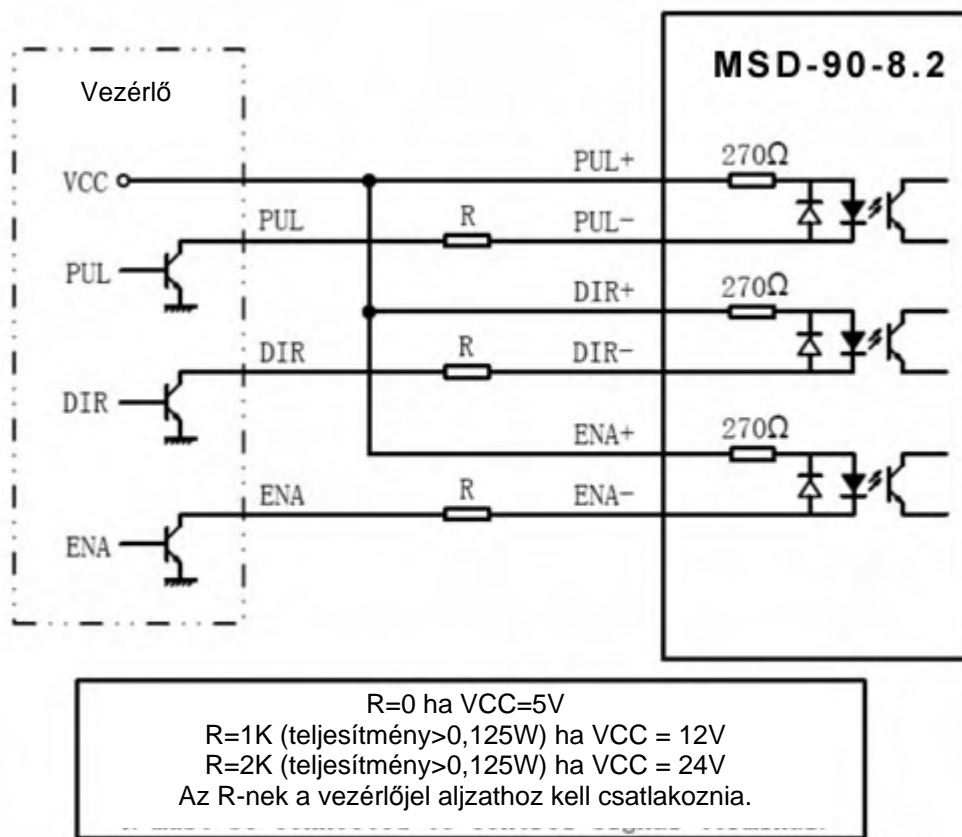 MSD-90-8.2
Vezérlő
PUL+
270Ω
VCC
PUL
R
PUL-
PUL
DIR+
270Ω
DIR
R
DIR-
DIR
ENA+
270Ω
ENA
R
ENA-
ENA
R=0 ha VCC=5V
R=1K (teljesítmény>0,125W) ha VCC = 12V
R=2K (teljesítmény>0,125W) ha VCC = 24V
Az R-nek a vezérlőjel aljzathoz kell csatlakoznia.